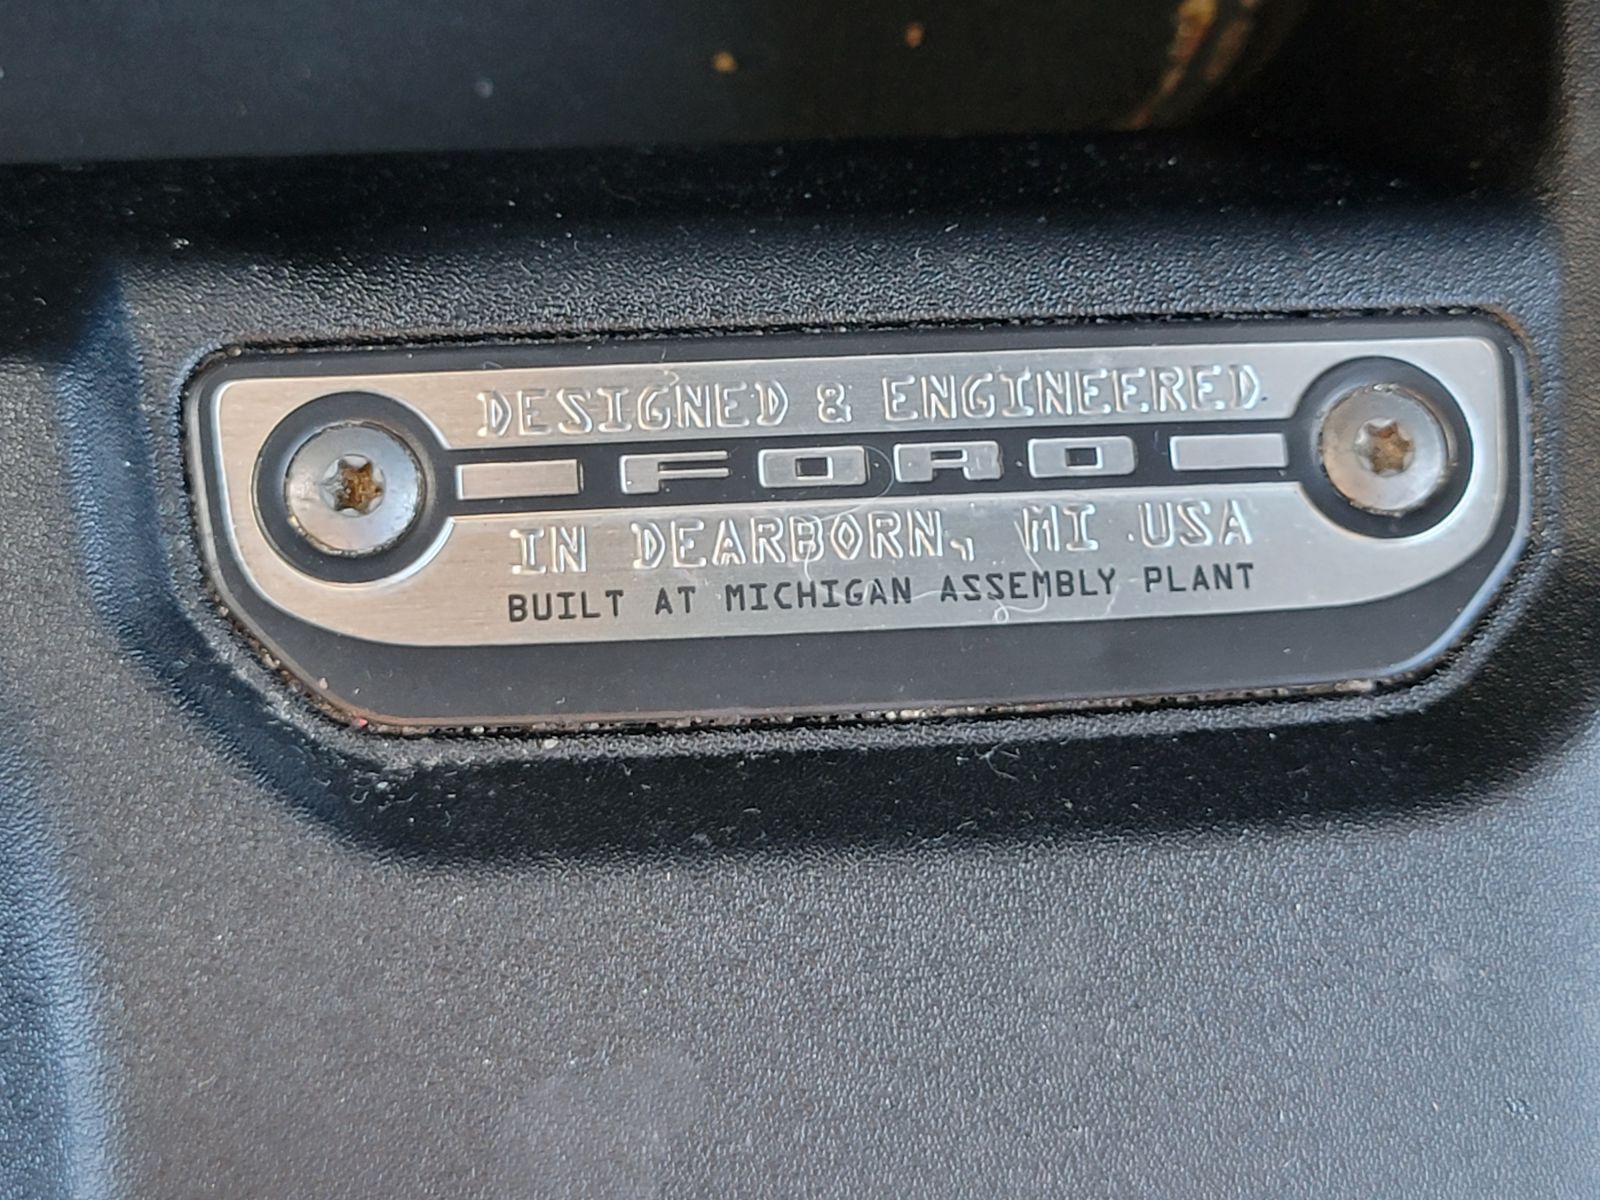 DESIGNED & ENGINEERED
FORD
IN DEARBORN, MI USA
BUILT AT MICHIGAN ASSEMBLY PLANT